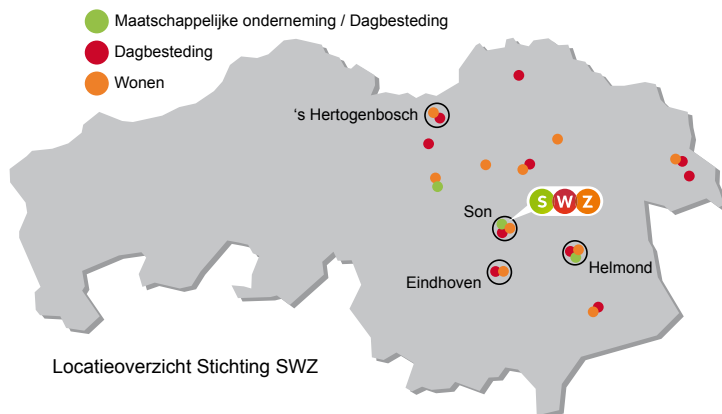 Maatschappelijke onderneming / Dagbesteding
Dagbesteding
Wonen
‘s Hertogenbosch
Son
S W Z
Eindhoven
Helmond
Locatieoverzicht Stichting SWZ